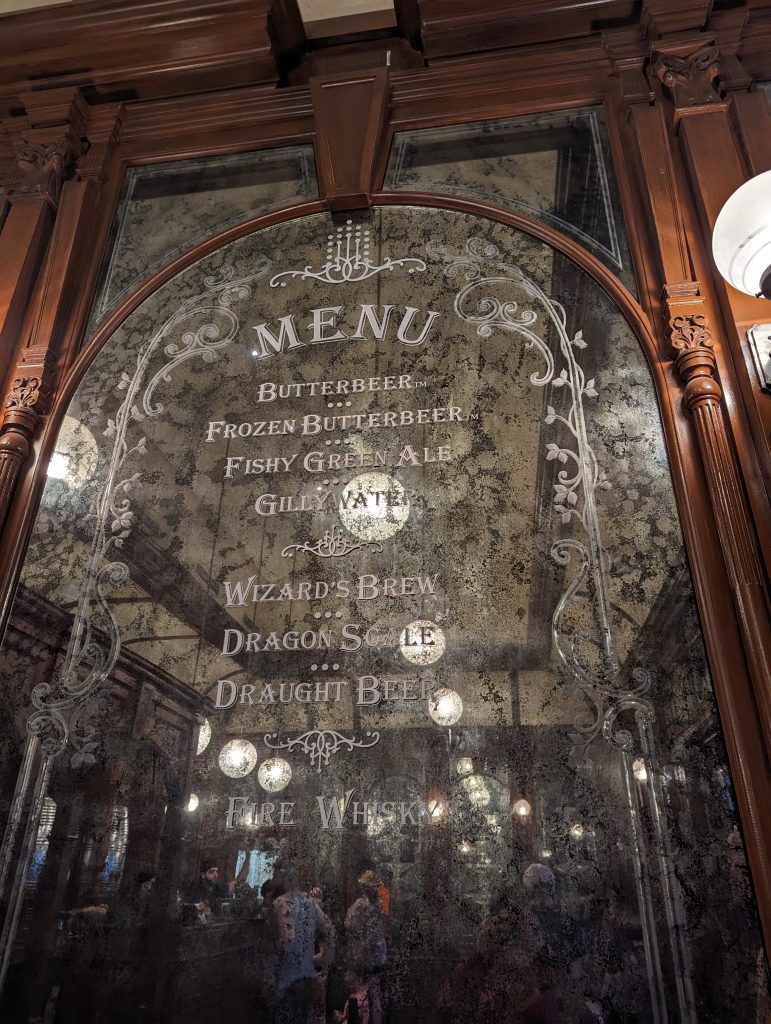 MENU
BUTTERBEER™
FROZEN BUTTERBEER™
FISHY GREEN ALE
GILLYWATER
WIZARD'S BREW
DRAGON SCALE
DRAUGHT BEER
FIRE WHISKY